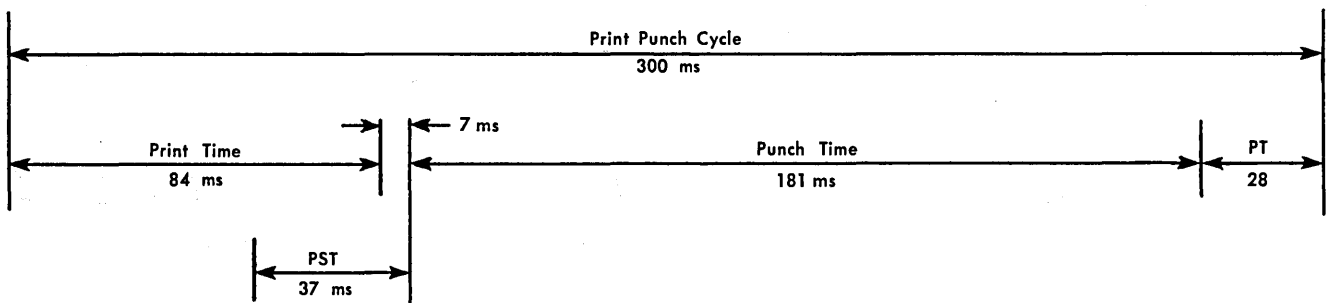 Print Punch Cycle
300 ms
7 ms
Print Time
84 ms
Punch Time
181 ms
PT
28
PST
37 ms